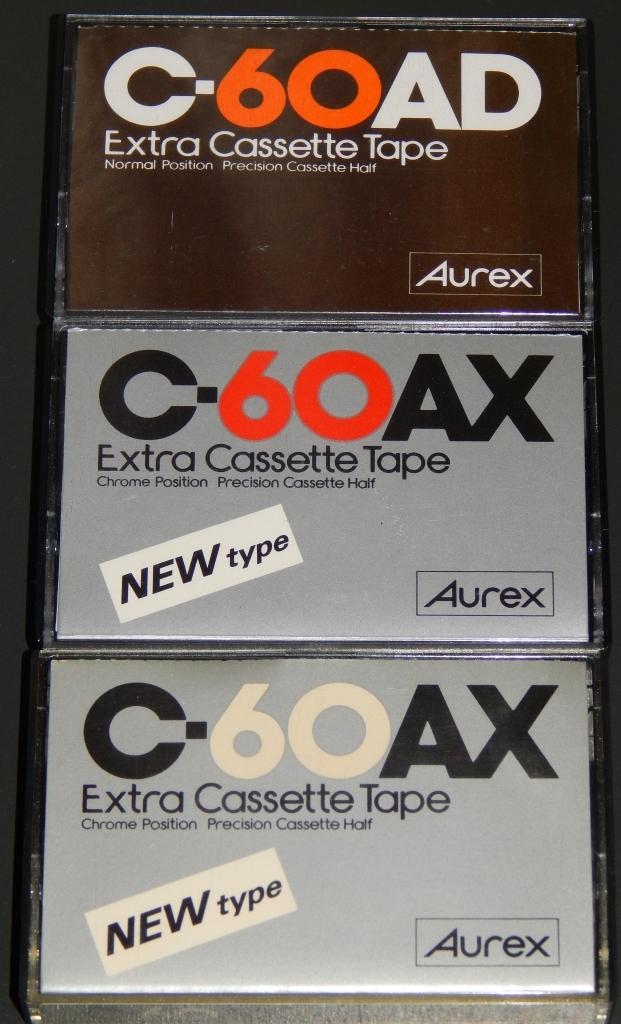 C-60AD
Extra Cassette Tape
Normal Position Precision Cassette Half
Aurex
C-60AX
Extra Cassette Tape
Chrome Position Precision Cassette Half
NEW type
Aurex
C-60AX
Extra Cassette Tape
Chrome Position Precision Cassette Half
NEW type
Aurex